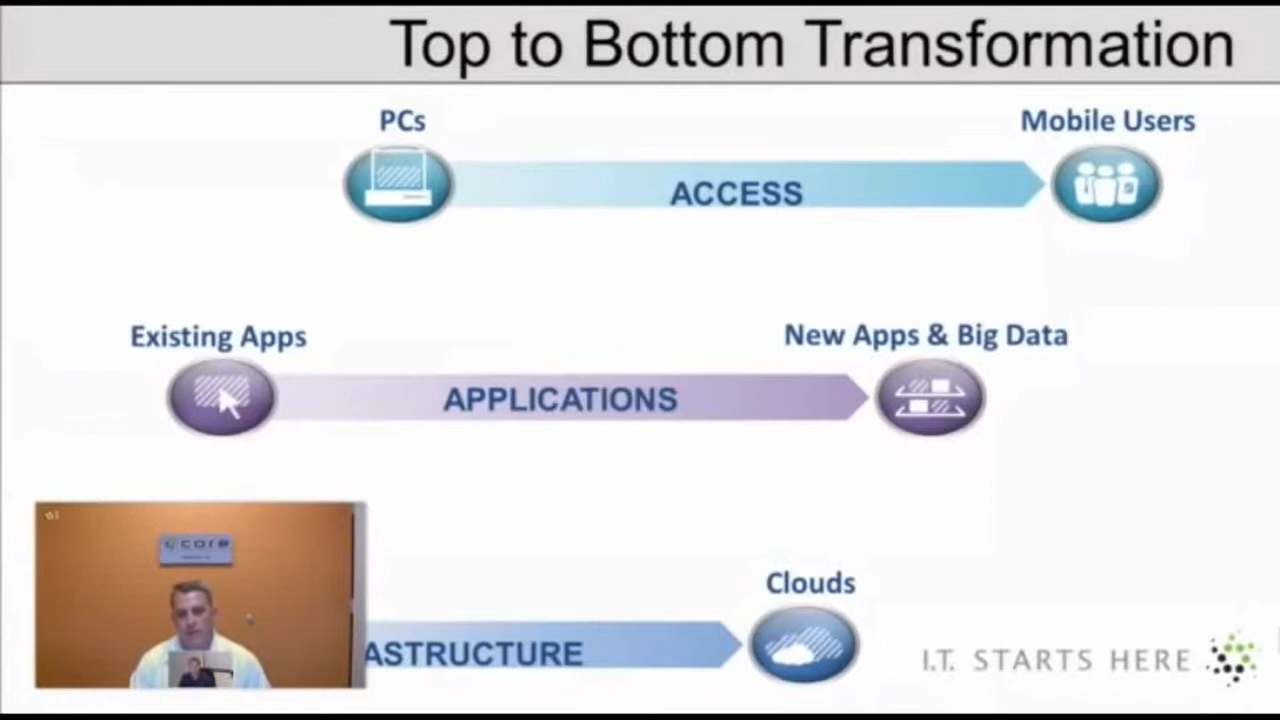 Top to Bottom Transformation
PCs
Mobile Users
ACCESS
Existing Apps
New Apps & Big Data
APPLICATIONS
core
Clouds
ASTRUCTURE
I.T. STARTS HERE